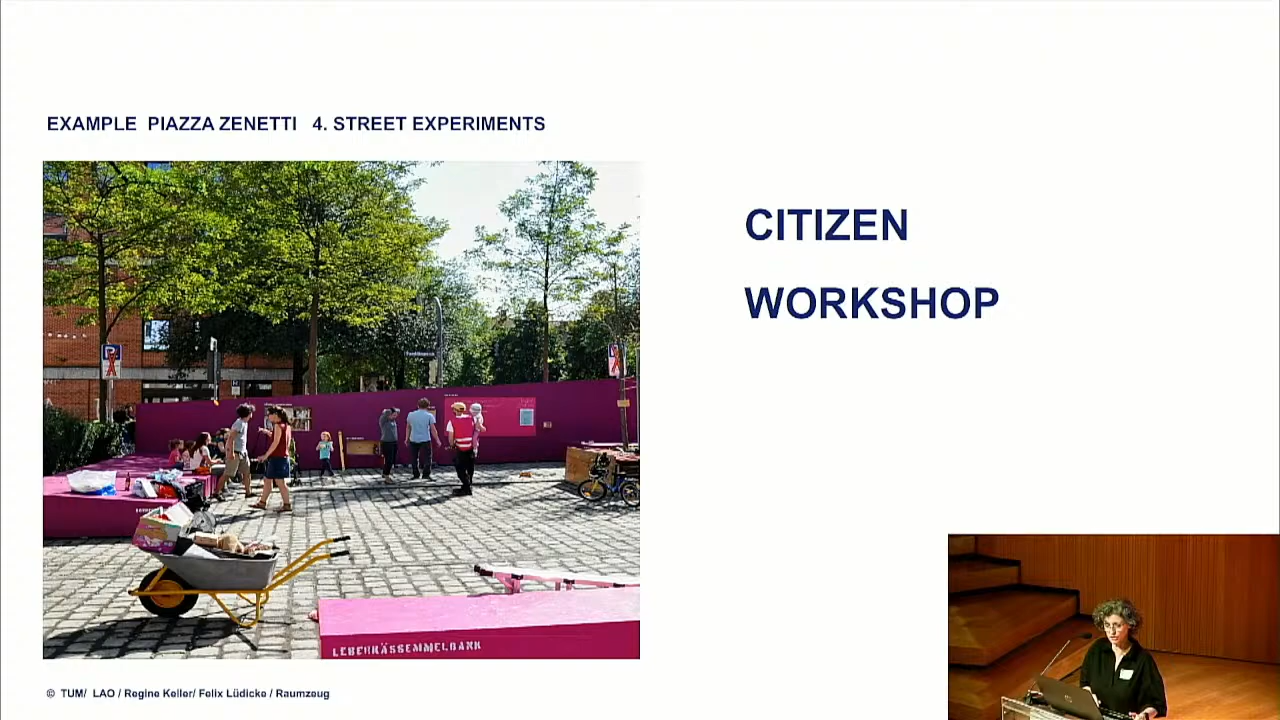 EXAMPLE PIAZZA ZENETTI 4. STREET EXPERIMENTS
CITIZEN
WORKSHOP
LEBERKÄSSEMMELBANK
© TUM/ LAO / Regine Keller/ Felix Lüdicke / Raumzeug